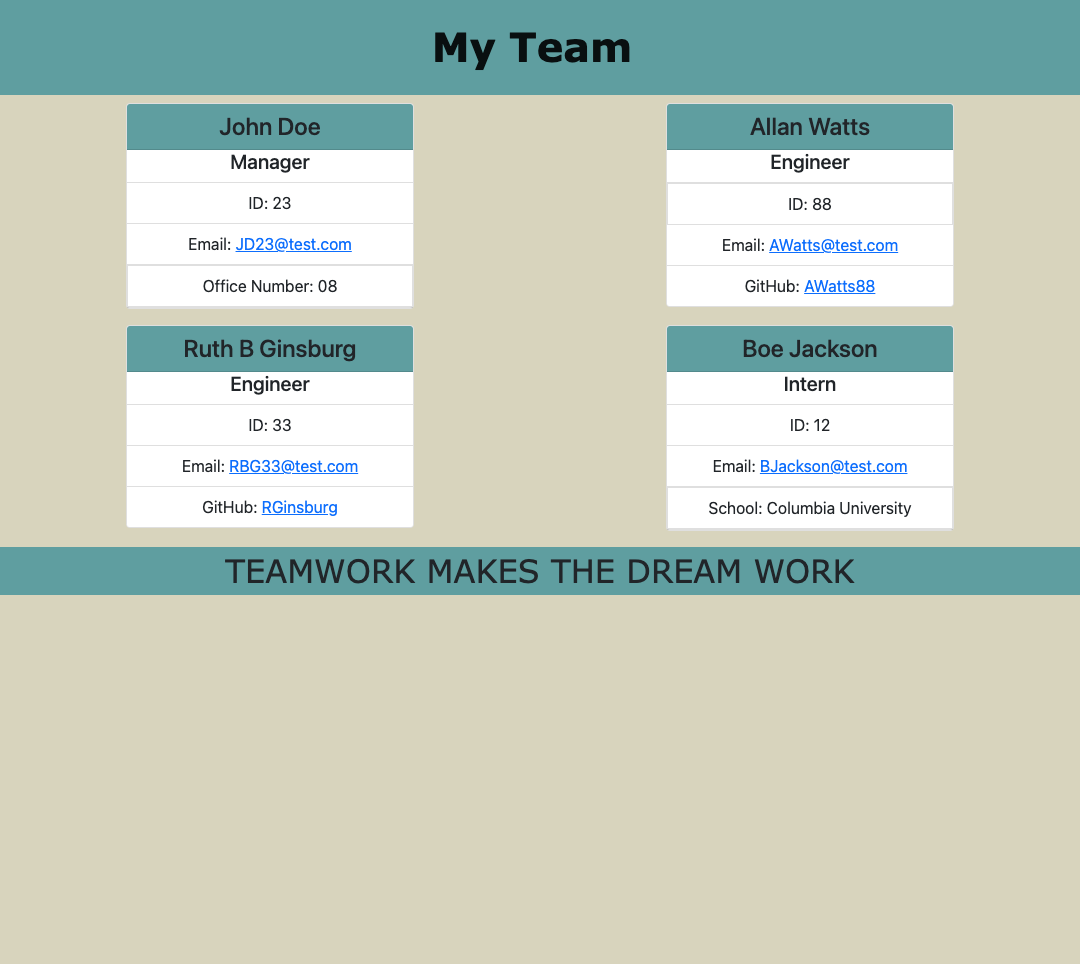 My Team
John Doe
Manager
ID: 23
Email: JD23@test.com
Office Number: 08
Allan Watts
Engineer
ID: 88
Email: AWatts@test.com
GitHub: AWatts88
Ruth B Ginsburg
Engineer
ID: 33
Email: RBG33@test.com
GitHub: RGinsburg
Boe Jackson
Intern
ID: 12
Email: BJackson@test.com
School: Columbia University
TEAMWORK MAKES THE DREAM WORK